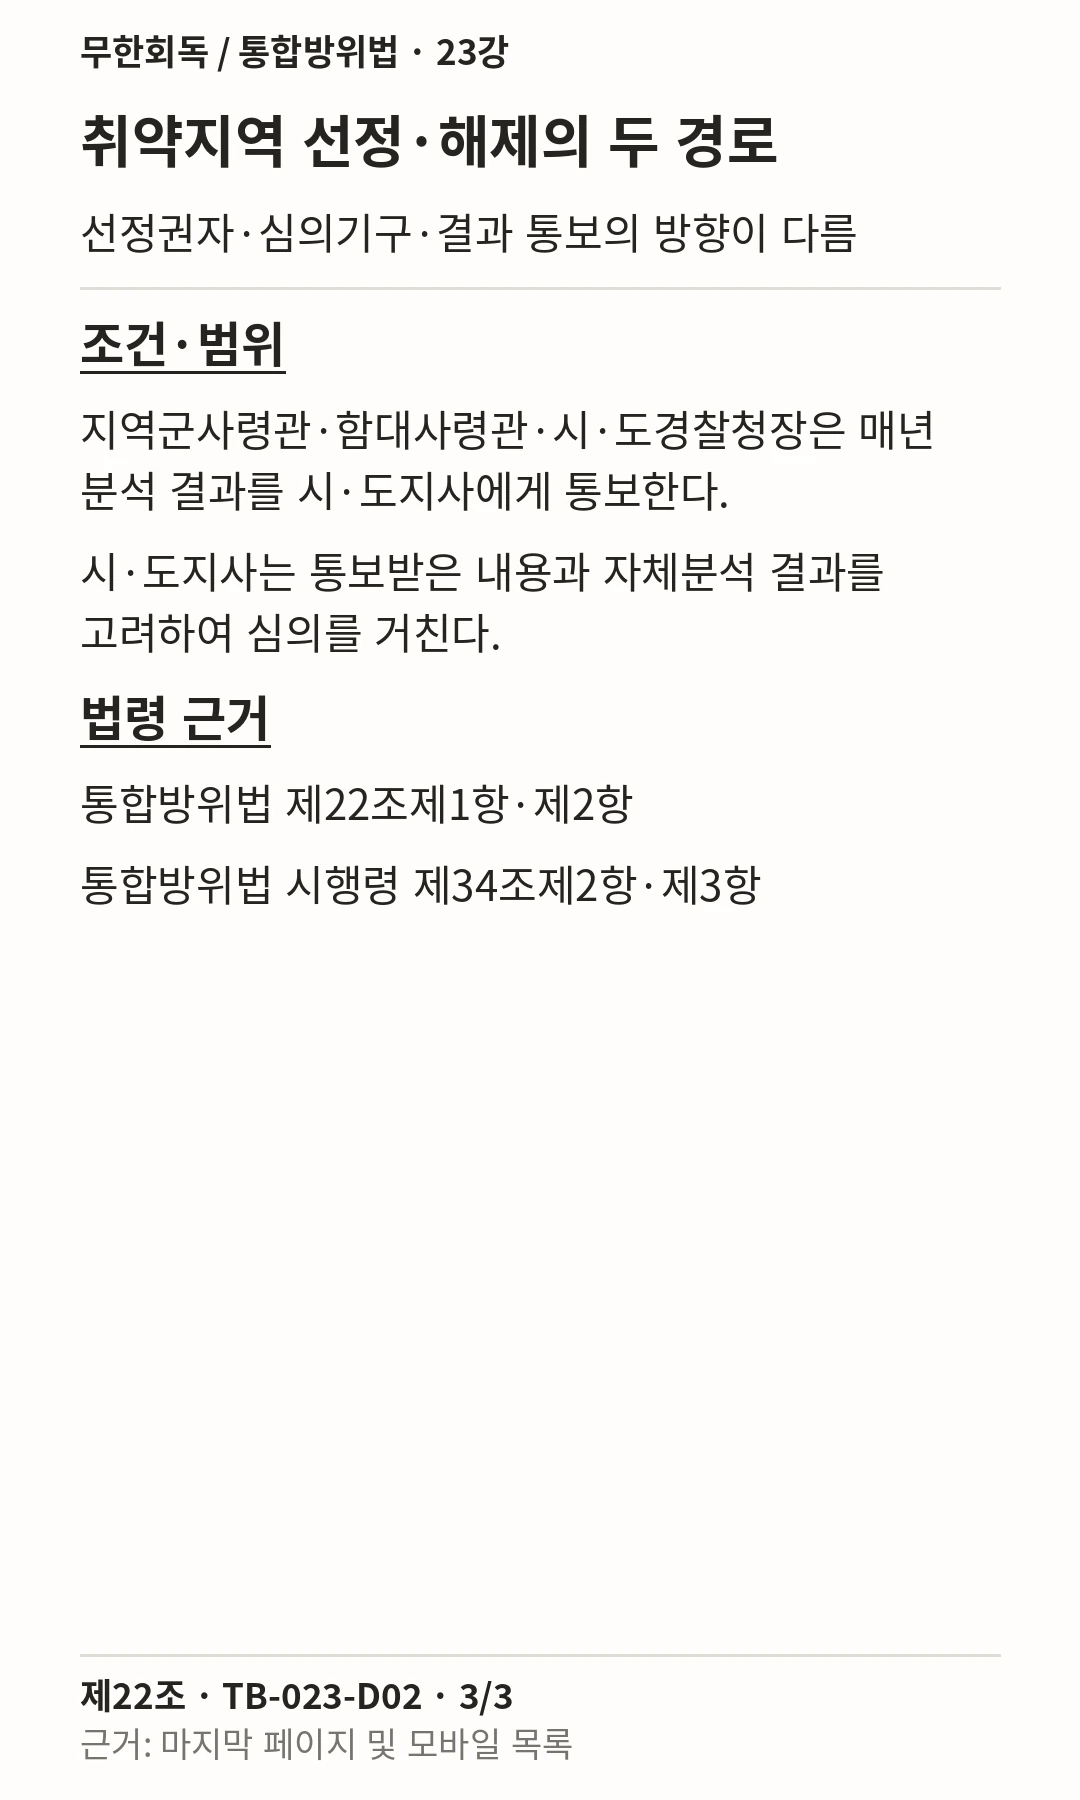 무한회독 / 통합방위법 · 23강
취약지역 선정·해제의 두 경로
선정권자·심의기구·결과 통보의 방향이 다름
조건·범위
지역군사령관·함대사령관·시·도경찰청장은 매년
분석 결과를 시·도지사에게 통보한다.
시·도지사는 통보받은 내용과 자체분석 결과를
고려하여 심의를 거친다.
법령 근거
통합방위법 제22조제1항·제2항
통합방위법 시행령 제34조제2항·제3항
제22조 · TB-023-D02 · 3/3
근거: 마지막 페이지 및 모바일 목록